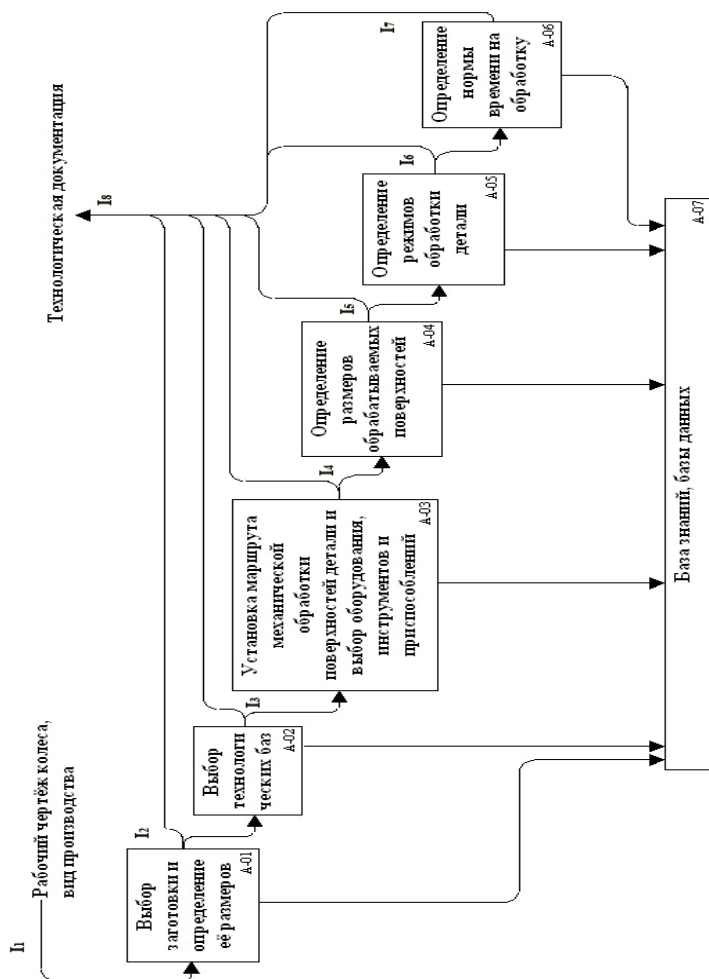 I1
Рабочий чертёж колеса,
вид производства
Выбор
заготовки и
определение
её размеров
A-01
I2
Выбор
технологи
ческих баз
A-02
I3
Установка маршрута
механической
обработки
поверхностей детали и
выбор оборудования,
инструментов и
приспособлений
A-03
I4
Определение
размеров
обрабатываемых
поверхностей
A-04
I5
Определение
режимов
обработки
детали
A-05
I6
Определение
нормы
времени на
обработку
A-06
I7
Технологическая документация
I8
База знаний, базы данных
A-07